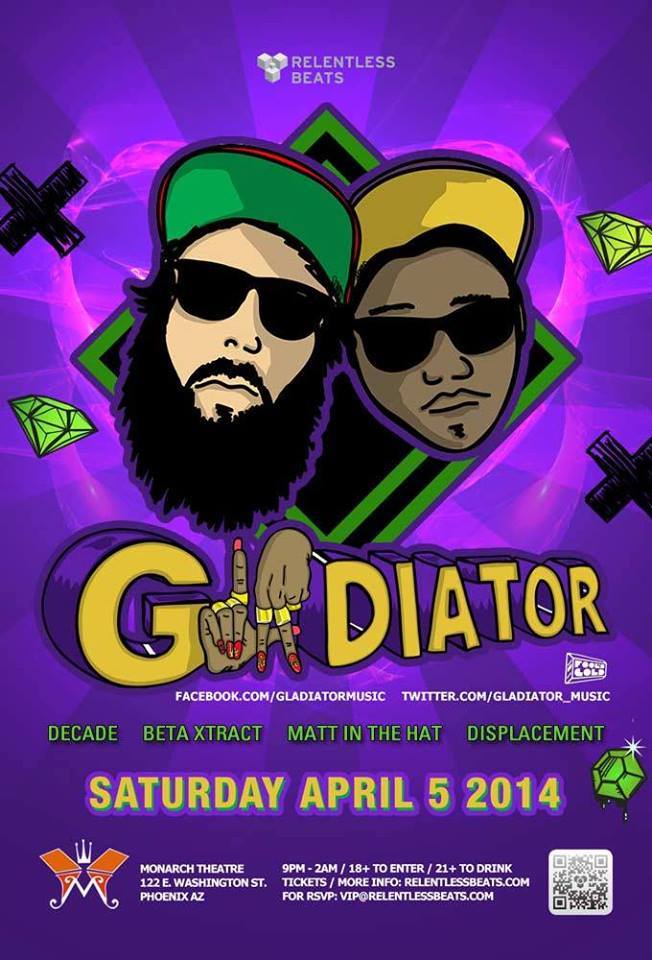 RELENTLESS
BEATS
GLADIATOR
FOOL'S
GOLD
FACEBOOK.COM/GLADIATORMUSIC TWITTER.COM/GLADIATOR_MUSIC
DECADE BETA XTRACT MATT IN THE HAT DISPLACEMENT
SATURDAY APRIL 5 2014
MONARCH THEATRE
122 E. WASHINGTON ST.
PHOENIX AZ
9PM - 2AM / 18+ TO ENTER / 21+ TO DRINK
TICKETS / MORE INFO: RELENTLESSBEATS.COM
FOR RSVP: VIP@RELENTLESSBEATS.COM